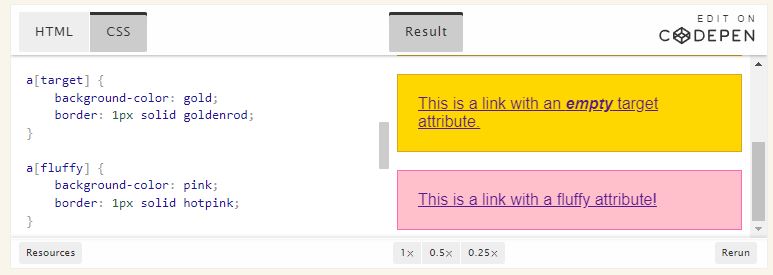 HTML
CSS
Result
EDIT ON
CODEPEN
a[target] {
background-color: gold;
border: 1px solid goldenrod;
}
a[fluffy] {
background-color: pink;
border: 1px solid hotpink;
}
This is a link with an empty target
attribute.
This is a link with a fluffy attribute!
Resources
1×
0.5×
0.25×
Rerun